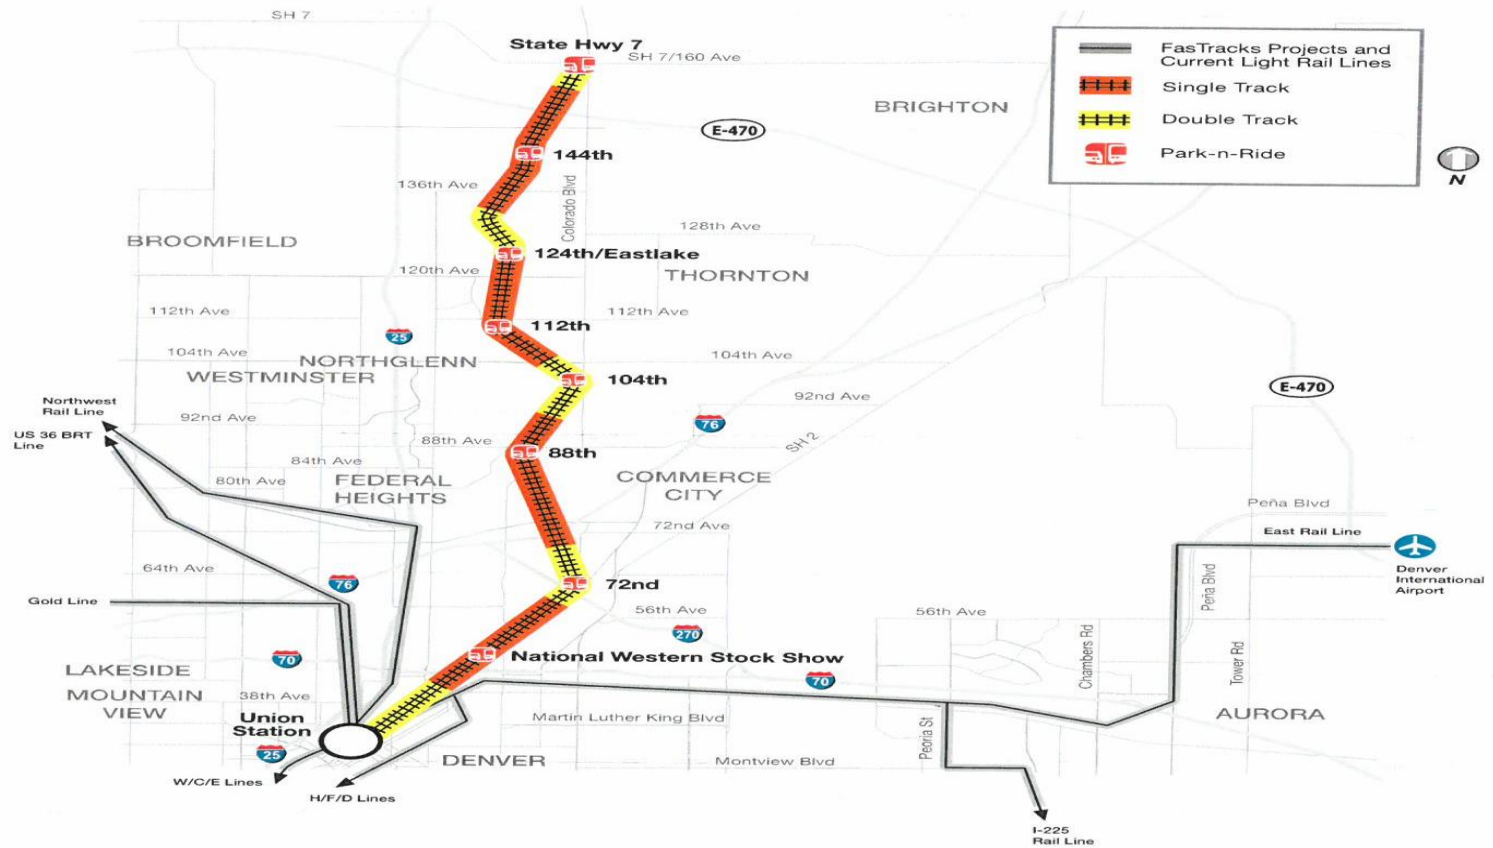 SH 7
State Hwy 7
SH 7/160 Ave
FasTracks Projects and
Current Light Rail Lines
Single Track
Double Track
Park-n-Ride
N
BRIGHTON
E-470
144th
136th Ave
Colorado Blvd
128th Ave
BROOMFIELD
124th/Eastlake
120th Ave
THORNTON
112th Ave
112th Ave
112th
25
104th Ave
NORTHGLENN
104th Ave
WESTMINSTER
104th
E-470
Northwest
Rail Line
92nd Ave
92nd Ave
76
US 36 BRT
Line
88th Ave
SH 2
88th
84th Ave
80th Ave
FEDERAL
HEIGHTS
COMMERCE
CITY
Peña Blvd
72nd Ave
East Rail Line
64th Ave
76
72nd
Peña Blvd
Denver
International
Airport
Gold Line
56th Ave
56th Ave
270
70
National Western Stock Show
Chambers Rd
Tower Rd
LAKESIDE
70
MOUNTAIN
VIEW
38th Ave
Union
Station
Martin Luther King Blvd
Peoria St
AURORA
25
DENVER
Montview Blvd
W/C/E Lines
H/F/D Lines
I-225
Rail Line